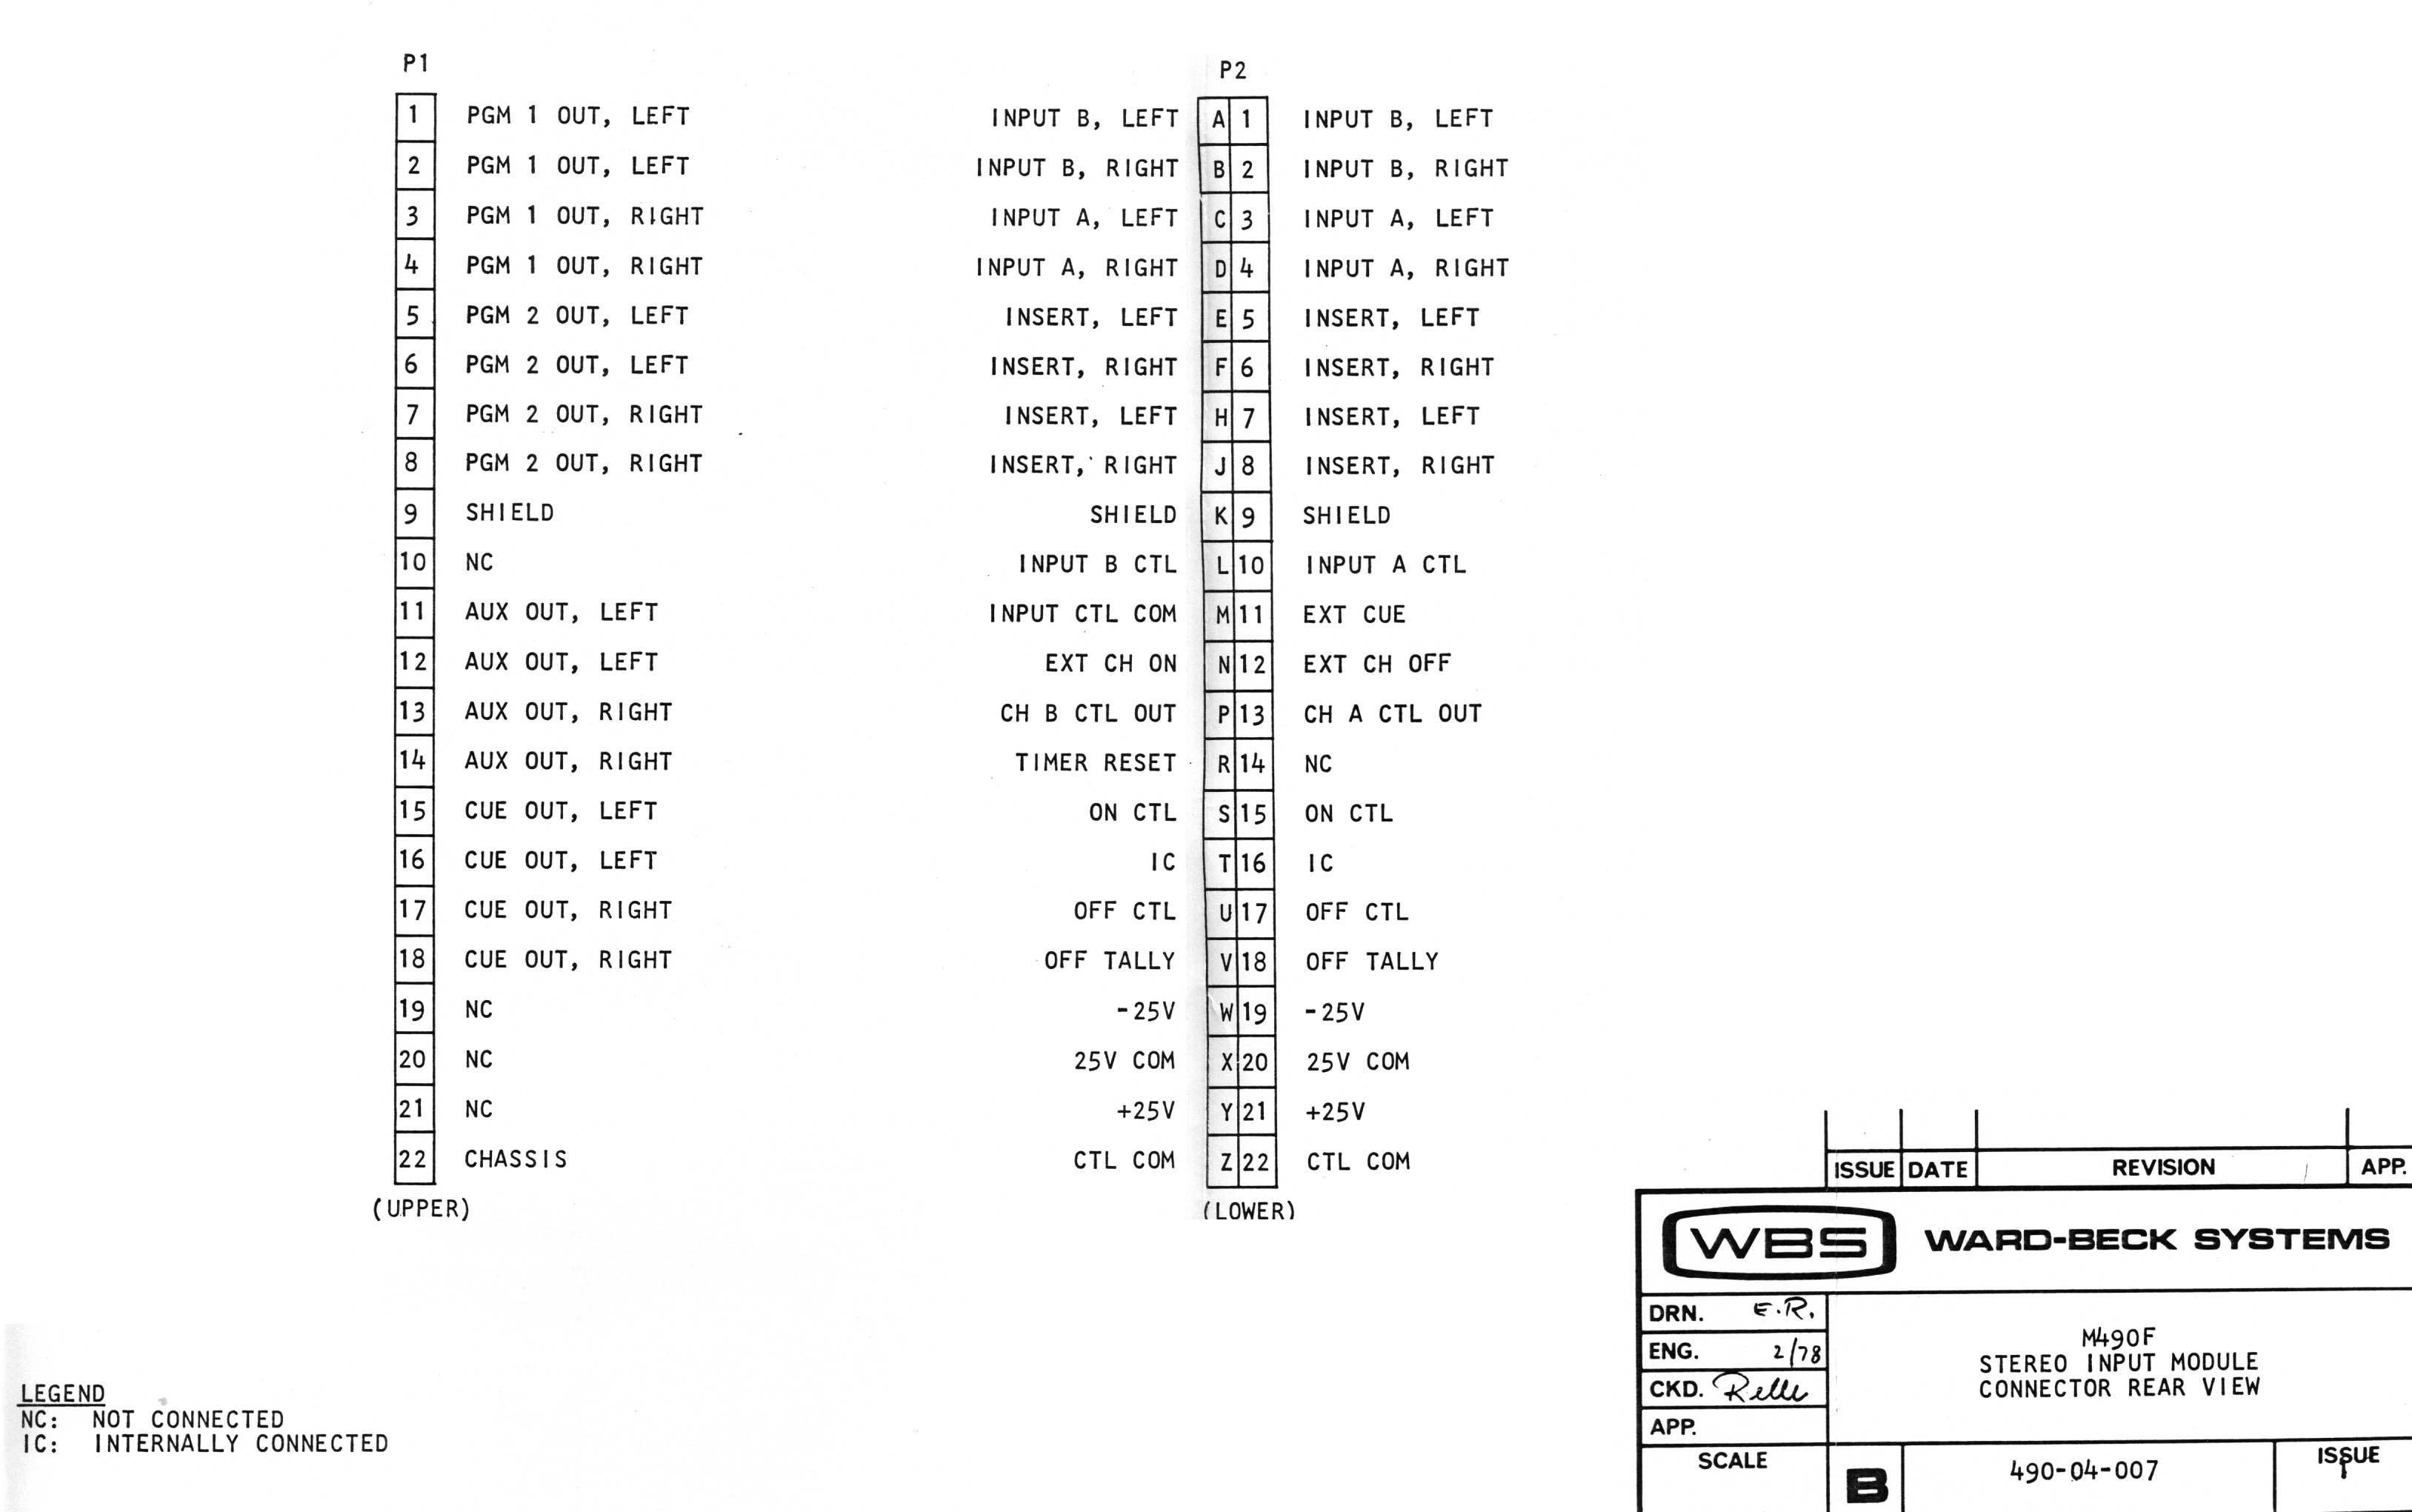 P1
1 PGM 1 OUT, LEFT
2 PGM 1 OUT, LEFT
3 PGM 1 OUT, RIGHT
4 PGM 1 OUT, RIGHT
5 PGM 2 OUT, LEFT
6 PGM 2 OUT, LEFT
7 PGM 2 OUT, RIGHT
8 PGM 2 OUT, RIGHT
9 SHIELD
10 NC
11 AUX OUT, LEFT
12 AUX OUT, LEFT
13 AUX OUT, RIGHT
14 AUX OUT, RIGHT
15 CUE OUT, LEFT
16 CUE OUT, LEFT
17 CUE OUT, RIGHT
18 CUE OUT, RIGHT
19 NC
20 NC
21 NC
22 CHASSIS
(UPPER)
P2
INPUT B, LEFT A 1 INPUT B, LEFT
INPUT B, RIGHT B 2 INPUT B, RIGHT
INPUT A, LEFT C 3 INPUT A, LEFT
INPUT A, RIGHT D 4 INPUT A, RIGHT
INSERT, LEFT E 5 INSERT, LEFT
INSERT, RIGHT F 6 INSERT, RIGHT
INSERT, LEFT H 7 INSERT, LEFT
INSERT, RIGHT J 8 INSERT, RIGHT
SHIELD K 9 SHIELD
INPUT B CTL L 10 INPUT A CTL
INPUT CTL COM M 11 EXT CUE
EXT CH ON N 12 EXT CH OFF
CH B CTL OUT P 13 CH A CTL OUT
TIMER RESET R 14 NC
ON CTL S 15 ON CTL
IC T 16 IC
OFF CTL U 17 OFF CTL
OFF TALLY V 18 OFF TALLY
-25V W 19 -25V
25V COM X 20 25V COM
+25V Y 21 +25V
CTL COM Z 22 CTL COM
(LOWER)
LEGEND
NC: NOT CONNECTED
IC: INTERNALLY CONNECTED
ISSUE DATE REVISION APP.
WBS WARD-BECK SYSTEMS
DRN. E.R.
ENG. 2/78
CKD.
APP.
M490F
STEREO INPUT MODULE
CONNECTOR REAR VIEW
SCALE
B
490-04-007
ISSUE
1